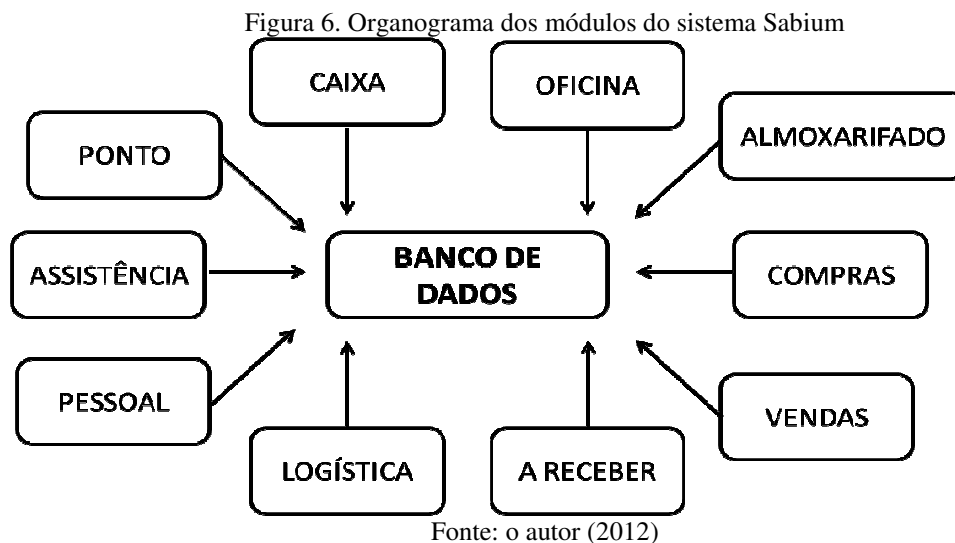 Figura 6. Organograma dos módulos do sistema Sabium
CAIXA
OFICINA
PONTO
ALMOXARIFADO
ASSISTÊNCIA
BANCO DE
DADOS
COMPRAS
PESSOAL
VENDAS
LOGÍSTICA
A RECEBER
Fonte: o autor (2012)